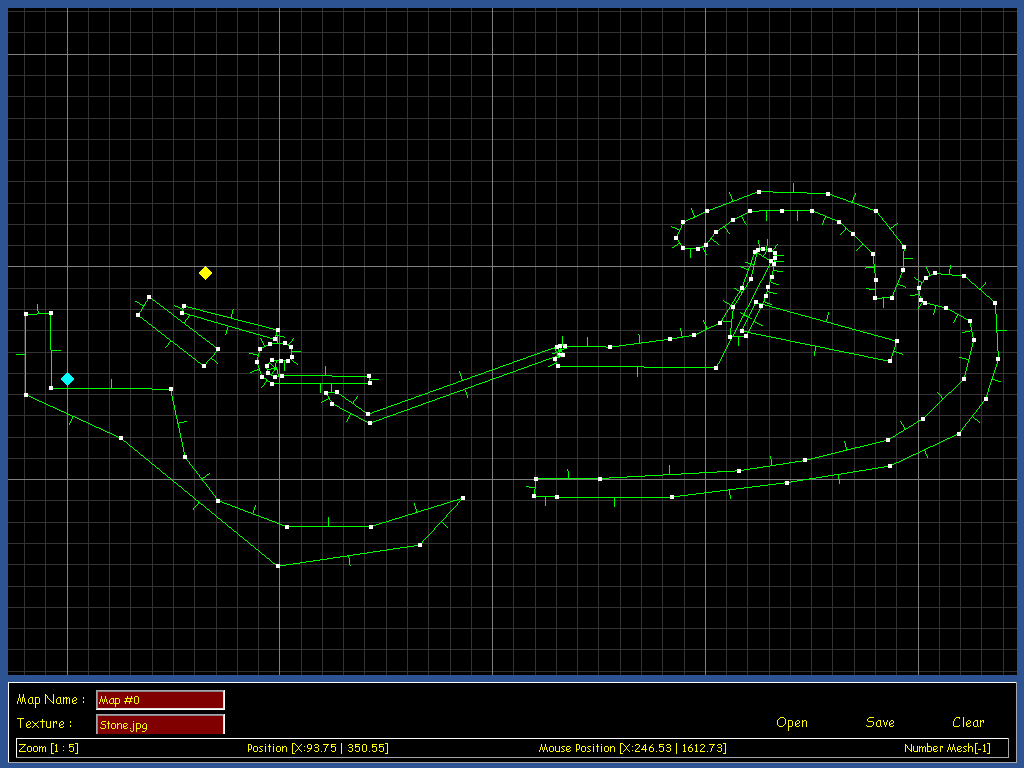 Map Name :
Map #0
Texture :
Stone.jpg
Open
Save
Clear
Zoom [1 : 5]
Position [X:93.75 | 350.55]
Mouse Position [X:246.53 | 1612.73]
Number Mesh[-1]